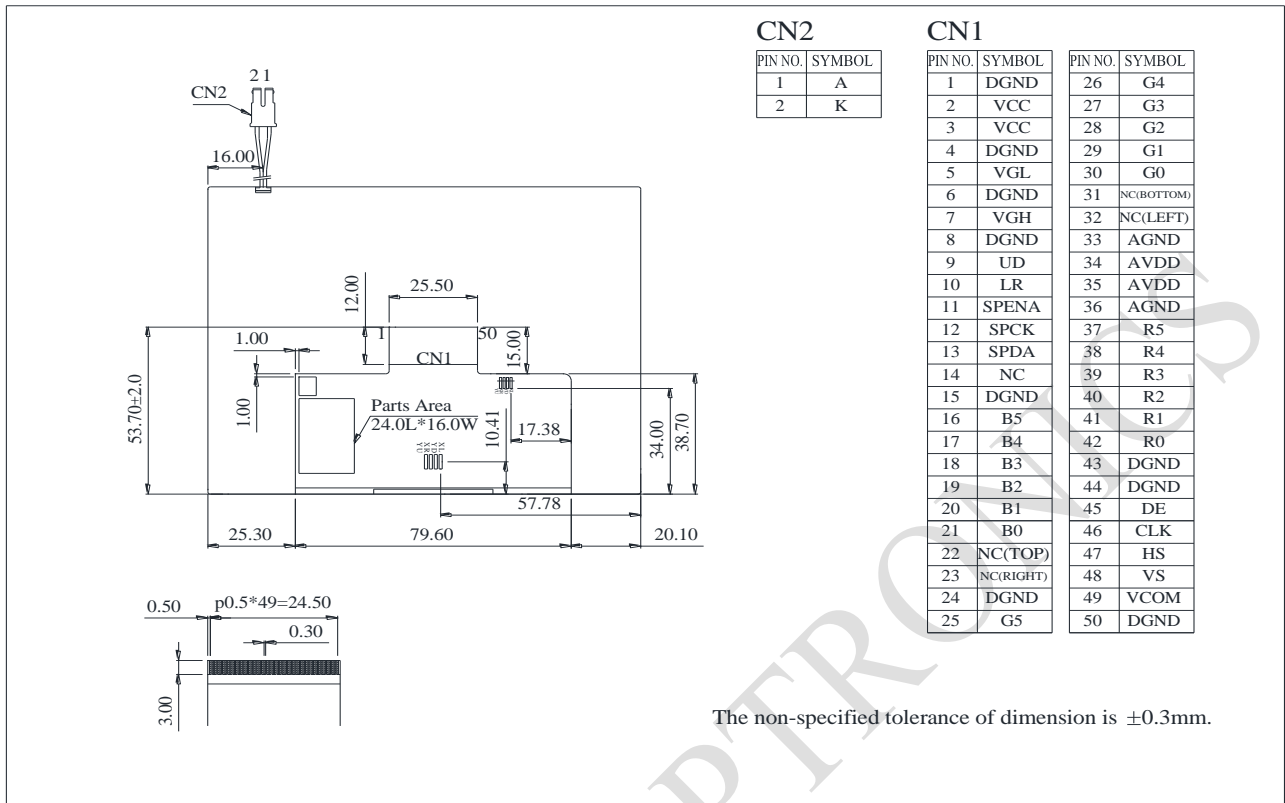 CN2
PIN NO. SYMBOL
1 A
2 K
CN1
PIN NO. SYMBOL
1 DGND
2 VCC
3 VCC
4 DGND
5 VGL
6 DGND
7 VGH
8 DGND
9 UD
10 LR
11 SPENA
12 SPCK
13 SPDA
14 NC
15 DGND
16 B5
17 B4
18 B3
19 B2
20 B1
21 B0
22 NC(TOP)
23 NC(RIGHT)
24 DGND
25 G5
PIN NO. SYMBOL
26 G4
27 G3
28 G2
29 G1
30 G0
31 NC(BOTTOM)
32 NC(LEFT)
33 AGND
34 AVDD
35 AVDD
36 AGND
37 R5
38 R4
39 R3
40 R2
41 R1
42 R0
43 DGND
44 DGND
45 DE
46 CLK
47 HS
48 VS
49 VCOM
50 DGND
2 1
CN2
16.00
12.00
25.50
1 50
1.00
CN1
15.00
1.00
53.70±2.0
Parts Area
24.0L*16.0W
10.41
17.38
34.00
38.70
YU
XR
YD
XL
57.78
25.30
79.60
20.10
0.50
p0.5*49=24.50
0.30
3.00
The non-specified tolerance of dimension is ±0.3mm.
PTRONICS